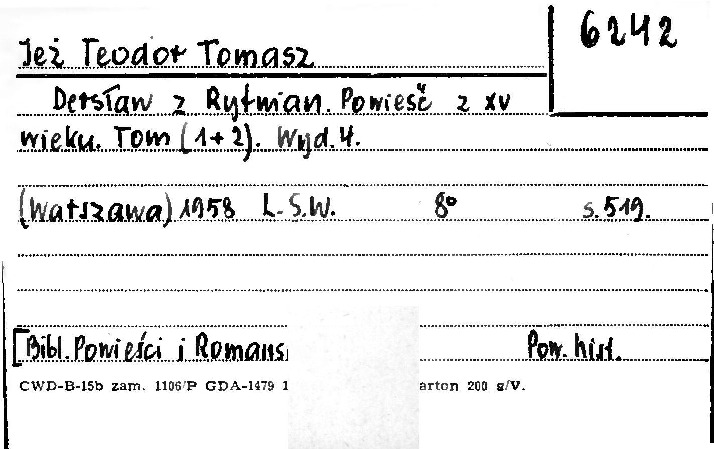 6242
Jeż Teodor Tomasz
Dersław z Rytwian. Powieść z XV
wieku. Tom (1+2). Wyd. 4.
(Warszawa) 1958 L.S.W. 8° s. 519.
[Bibl. Powieści i Romans Pow. hist.
CWD-B-15b zam. 1106/P GDA-1479 1 arton 200 g/V.